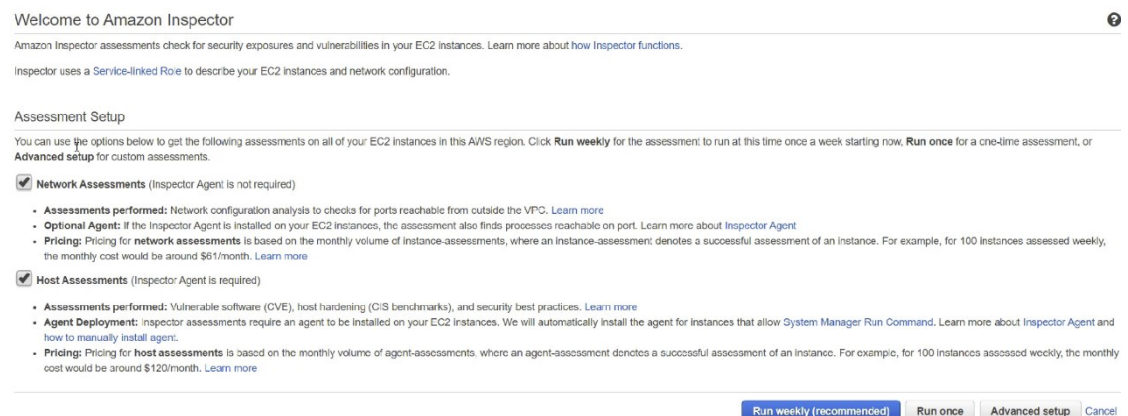 Welcome to Amazon Inspector
Amazon Inspector assessments check for security exposures and vulnerabilities in your EC2 instances. Learn more about how Inspector functions.
Inspector uses a Service-linked Role to describe your EC2 instances and network configuration.
Assessment Setup
You can use the options below to get the following assessments on all of your EC2 instances in this AWS region. Click Run weekly for the assessment to run at this time once a week starting now, Run once for a one-time assessment, or
Advanced setup for custom assessments.
Network Assessments (Inspector Agent is not required)
• Assessments performed: Network configuration analysis to checks for ports reachable from outside the VPC. Learn more
• Optional Agent: If the Inspector Agent is installed on your EC2 instances, the assessment also finds processes reachable on port. Learn more about Inspector Agent
• Pricing: Pricing for network assessments is based on the monthly volume of instance-assessments, where an instance-assessment denotes a successful assessment of an instance. For example, for 100 instances assessed weekly,
the monthly cost would be around $61/month. Learn more
Host Assessments (Inspector Agent is required)
• Assessments performed: Vulnerable software (CVE), host hardening (CIS benchmarks), and security best practices. Learn more
• Agent Deployment: Inspector assessments require an agent to be installed on your EC2 instances. We will automatically install the agent for instances that allow System Manager Run Command. Learn more about Inspector Agent and
how to manually install agent.
• Pricing: Pricing for host assessments is based on the monthly volume of agent-assessments, where an agent-assessment denotes a successful assessment of an instance. For example, for 100 instances assessed weekly, the monthly
cost would be around $120/month. Learn more
Run weekly (recommended) Run once Advanced setup Cancel